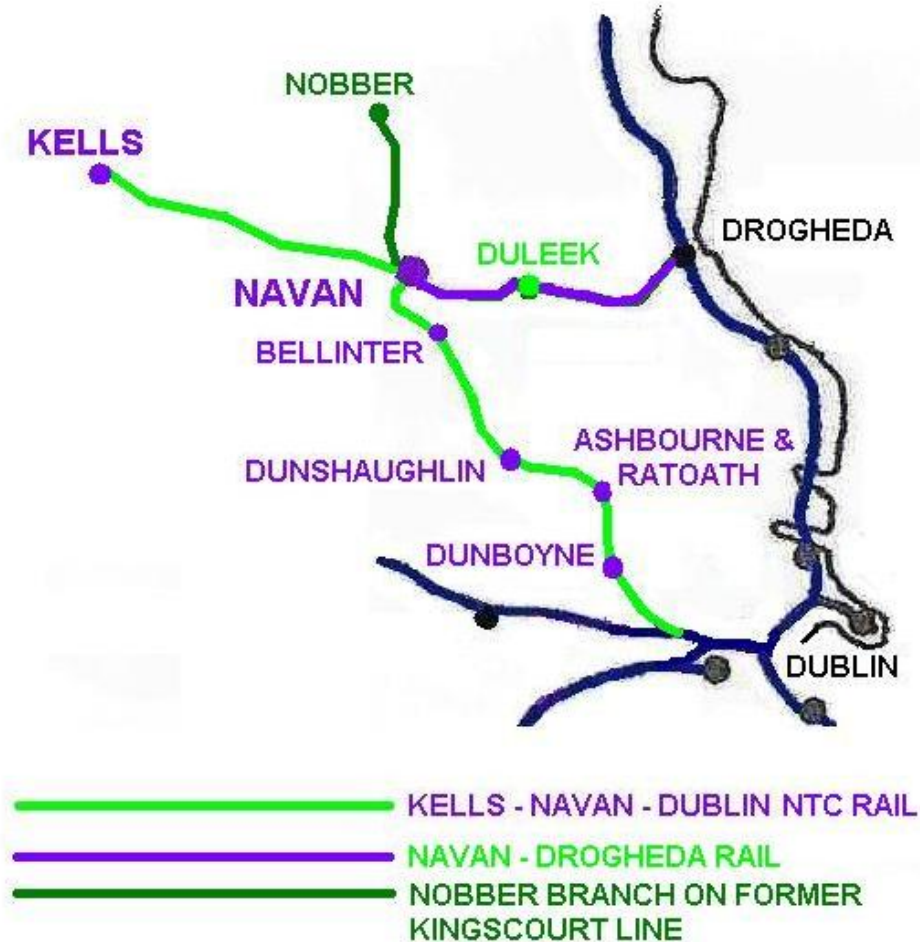 NOBBER
KELLS
DROGHEDA
DULEEK
NAVAN
BELLINTER
ASHBOURNE &
RATOATH
DUNSHAUGHLIN
DUNBOYNE
DUBLIN
KELLS - NAVAN - DUBLIN NTC RAIL
NAVAN - DROGHEDA RAIL
NOBBER BRANCH ON FORMER
KINGSCOURT LINE